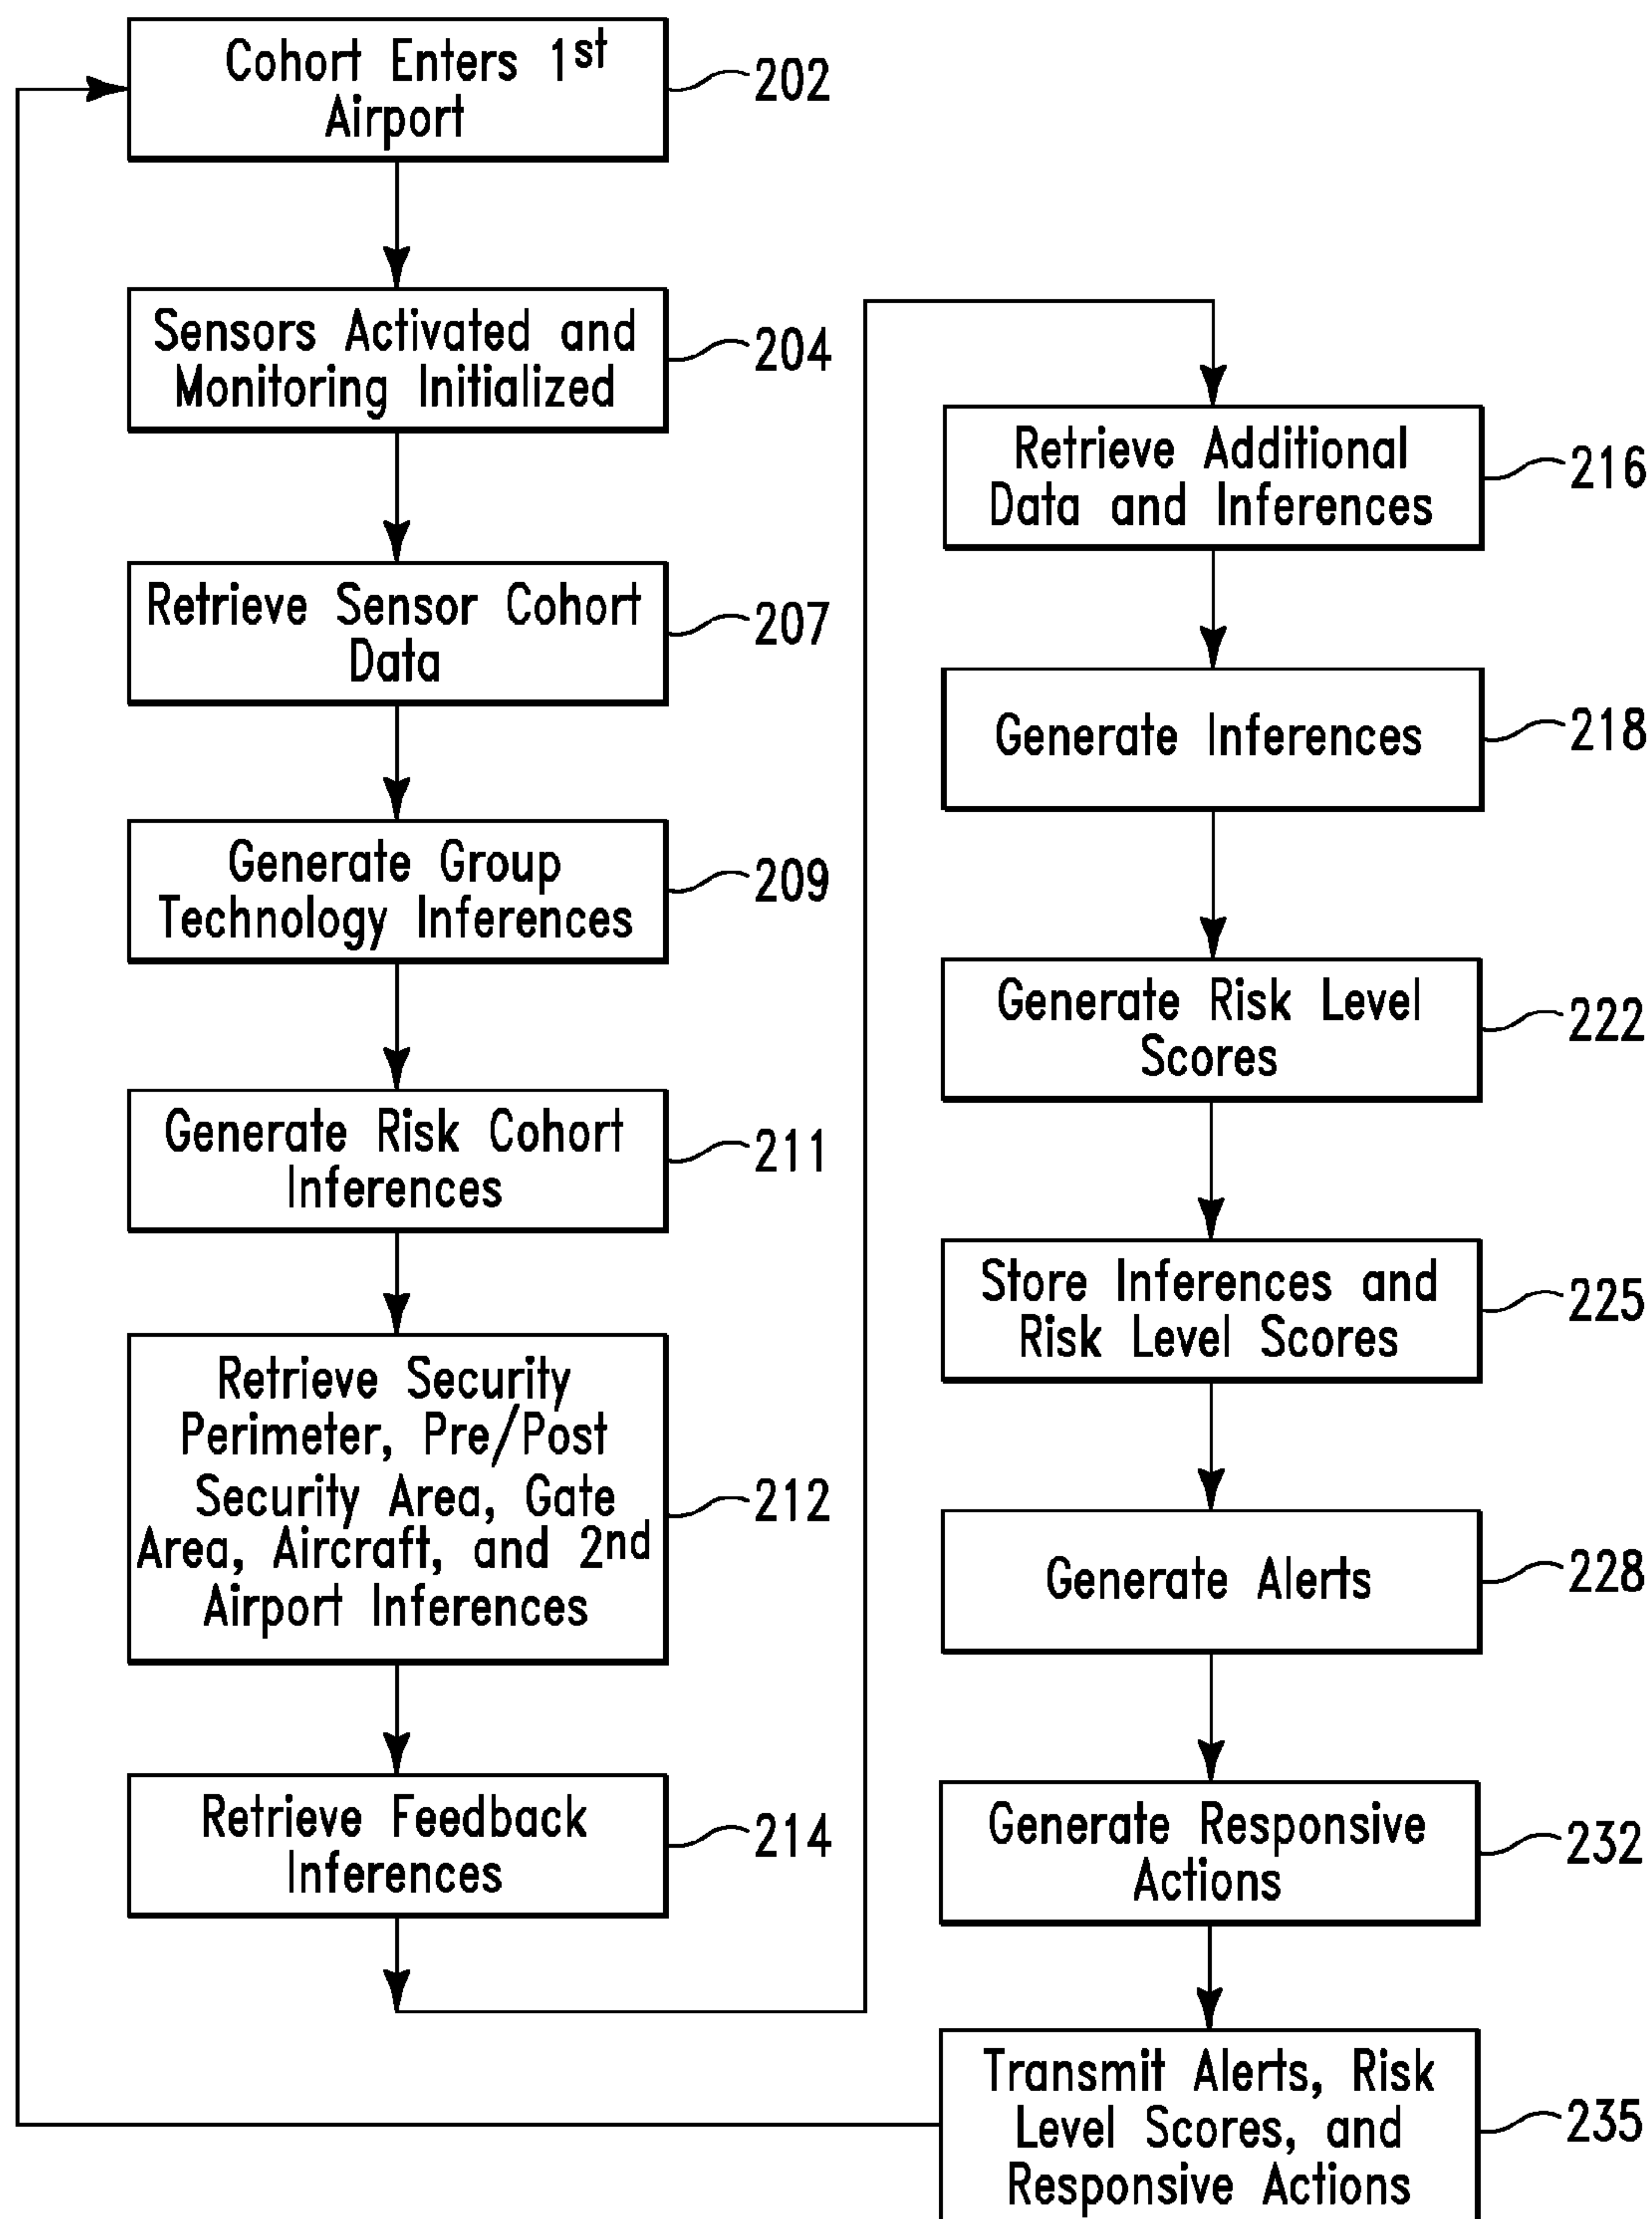 Cohort Enters 1st
Airport
202
Sensors Activated and
Monitoring Initialized
204
Retrieve Sensor Cohort
Data
207
Generate Group
Technology Inferences
209
Generate Risk Cohort
Inferences
211
Retrieve Security
Perimeter, Pre/Post
Security Area, Gate
Area, Aircraft, and 2nd
Airport Inferences
212
Retrieve Feedback
Inferences
214
Retrieve Additional
Data and Inferences
216
Generate Inferences
218
Generate Risk Level
Scores
222
Store Inferences and
Risk Level Scores
225
Generate Alerts
228
Generate Responsive
Actions
232
Transmit Alerts, Risk
Level Scores, and
Responsive Actions
235